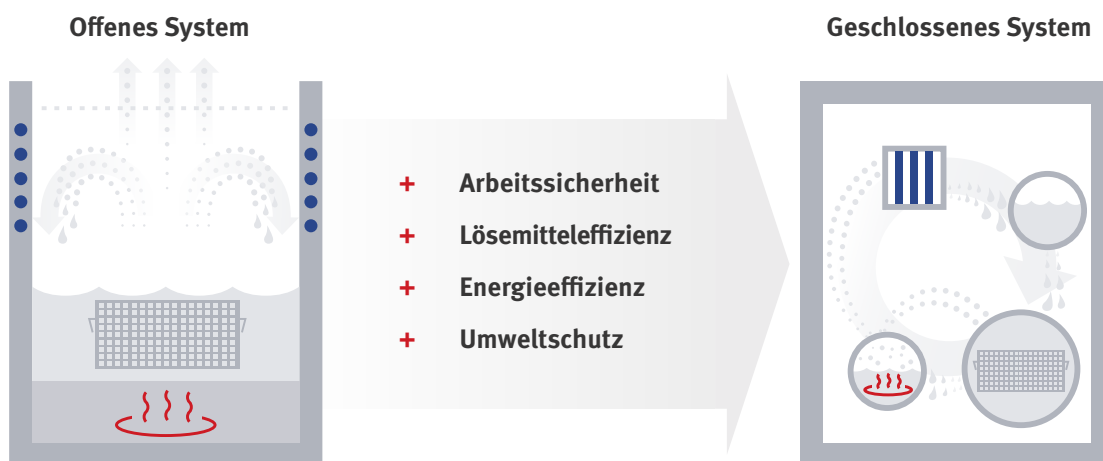 Offenes System
Geschlossenes System
+ Arbeitssicherheit
+ Lösemitteleffizienz
+ Energieeffizienz
+ Umweltschutz